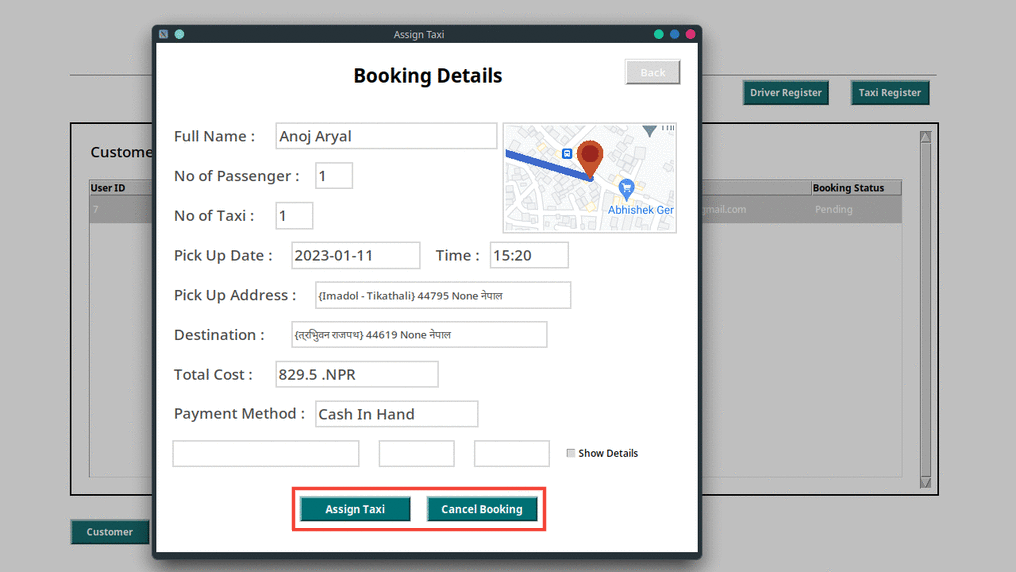 Assign Taxi
Booking Details
Back
Driver Register
Taxi Register
Full Name :
Anoj Aryal
Custome
No of Passenger :
1
User ID
Booking Status
7
gmail.com
Pending
No of Taxi :
1
Abhishek Ger
Pick Up Date :
2023-01-11
Time :
15:20
Pick Up Address :
{Imadol - Tikathali} 44795 None नेपाल
Destination :
{त्रिभुवन राजपथ} 44619 None नेपाल
Total Cost :
829.5 .NPR
Payment Method :
Cash In Hand
Show Details
Assign Taxi
Cancel Booking
Customer